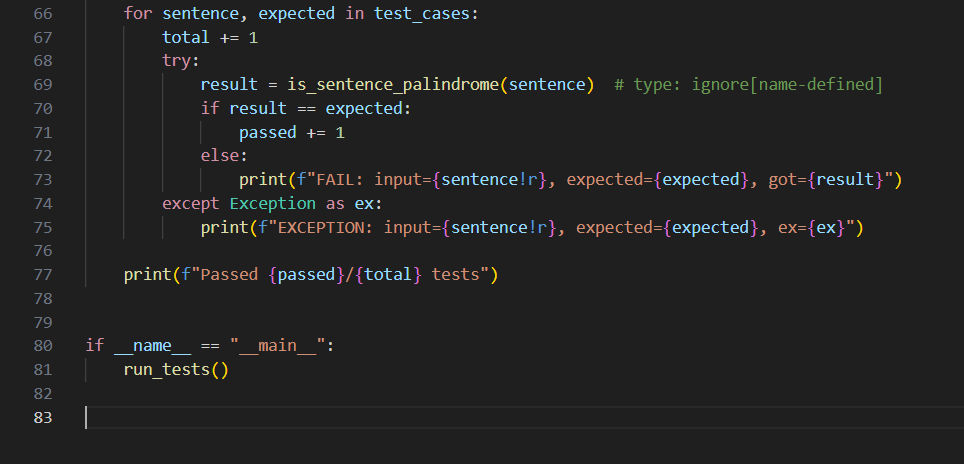 66 for sentence, expected in test_cases:
67 total += 1
68 try:
69 result = is_sentence_palindrome(sentence)  # type: ignore[name-defined]
70 if result == expected:
71 passed += 1
72 else:
73 print(f"FAIL: input={sentence!r}, expected={expected}, got={result}")
74 except Exception as ex:
75 print(f"EXCEPTION: input={sentence!r}, expected={expected}, ex={ex}")
76
77 print(f"Passed {passed}/{total} tests")
78
79
80 if __name__ == "__main__":
81 run_tests()
82
83